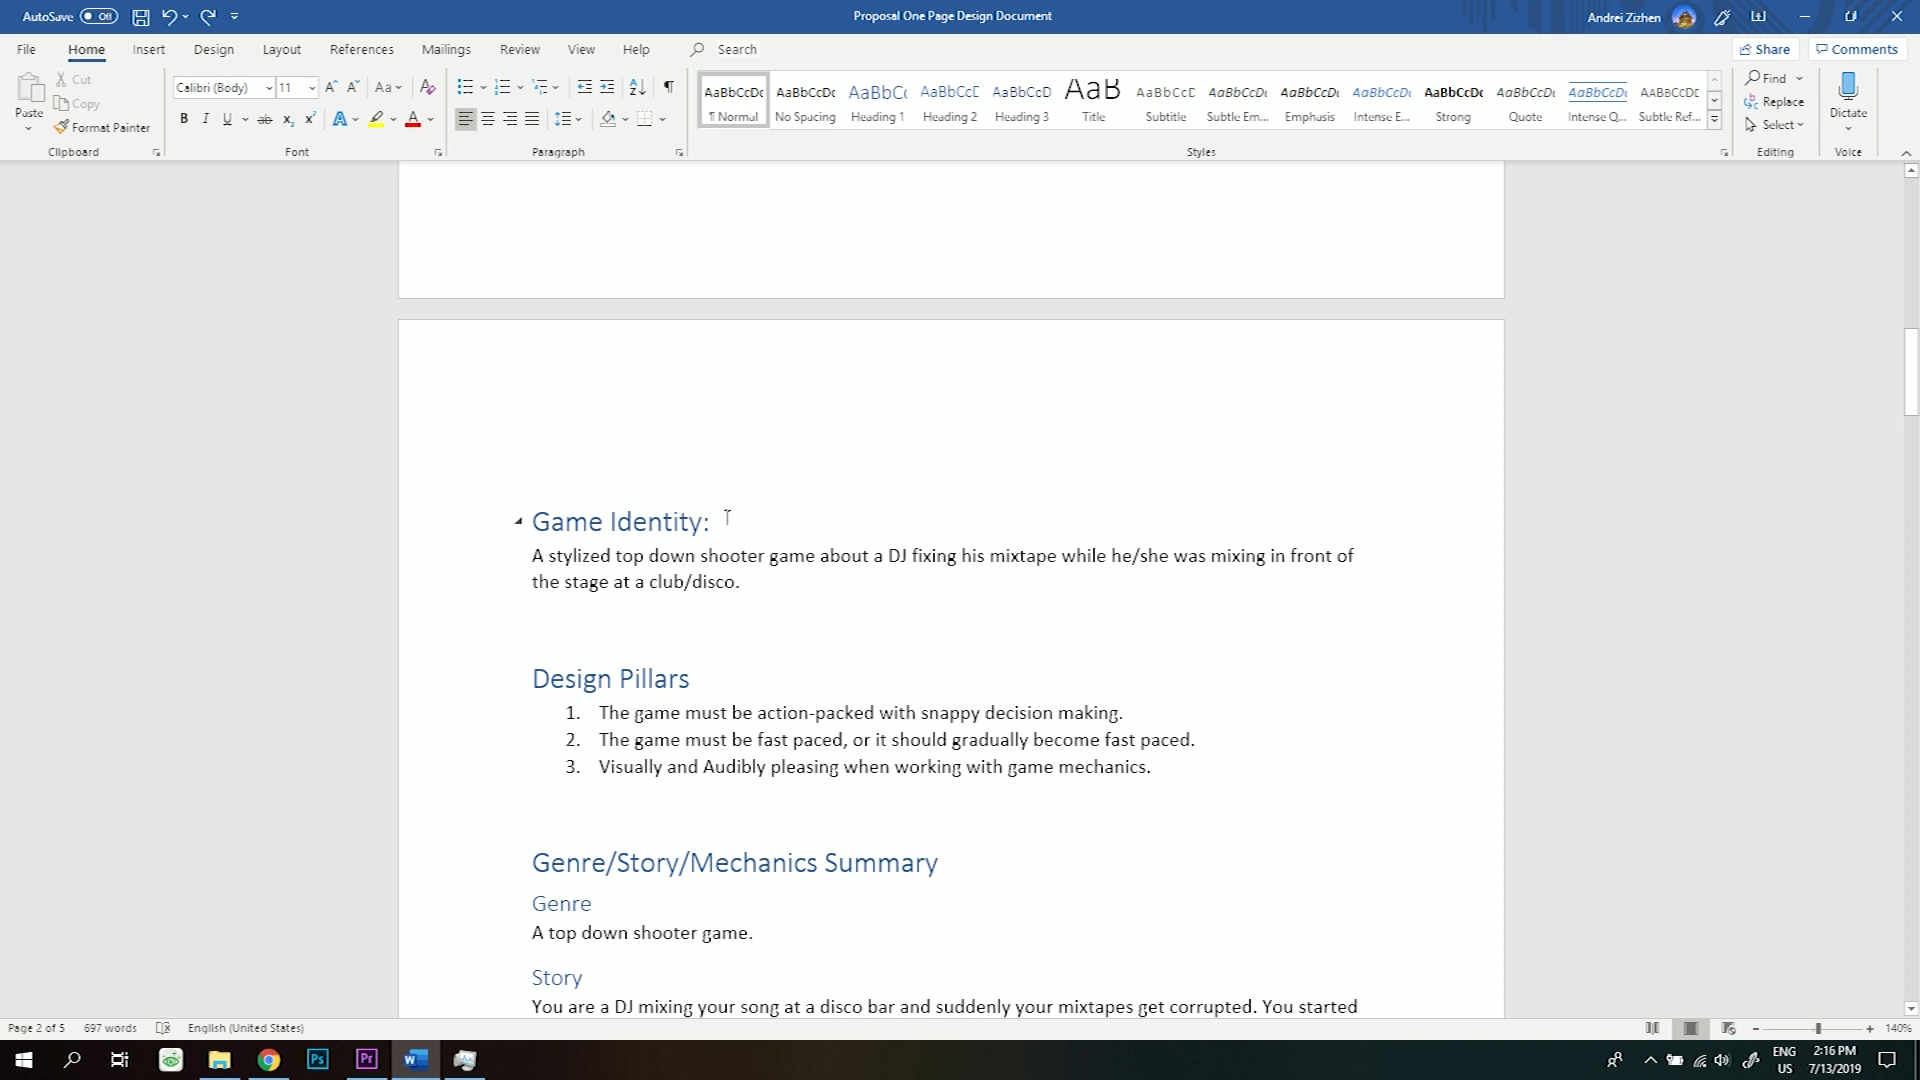 AutoSave Off
Proposal One Page Design Document
Andrei Zizhen
File Home Insert Design Layout References Mailings Review View Help Search
Share Comments
Paste
Cut
Copy
Format Painter
Clipboard
Calibri (Body) 11
Font
Paragraph
AaBbCcDc AaBbCcDc AaBbCc AaBbCcD AaBbCcD AaB AaBbCcD AaBbCcDc AaBbCcDc AaBbCcDc AaBbCcDc AaBbCcDc AaBbCcDc AABBCCDC
¶ Normal No Spacing Heading 1 Heading 2 Heading 3 Title Subtitle Subtle Em... Emphasis Intense E... Strong Quote Intense Q... Subtle Ref...
Styles
Find
Replace
Select
Editing
Dictate
Voice
Game Identity:
A stylized top down shooter game about a DJ fixing his mixtape while he/she was mixing in front of
the stage at a club/disco.
Design Pillars
1. The game must be action-packed with snappy decision making.
2. The game must be fast paced, or it should gradually become fast paced.
3. Visually and Audibly pleasing when working with game mechanics.
Genre/Story/Mechanics Summary
Genre
A top down shooter game.
Story
You are a DJ mixing your song at a disco bar and suddenly your mixtapes get corrupted. You started
Page 2 of 5 697 words English (United States)
140%
ENG
US
2:16 PM
7/13/2019